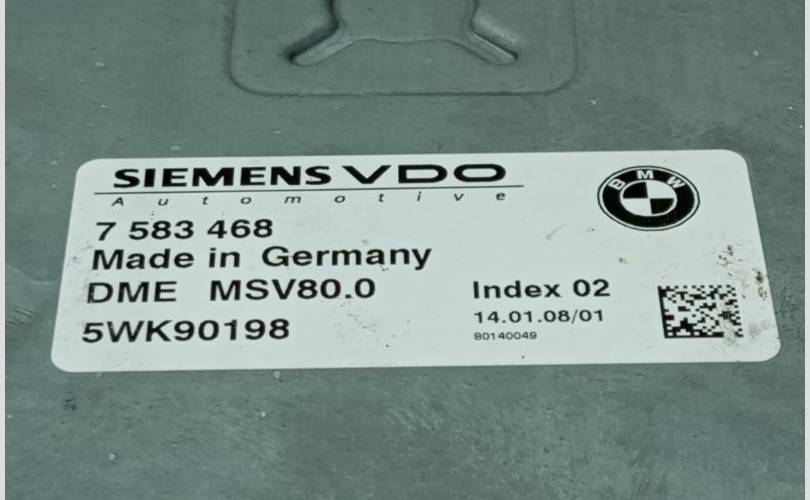 SIEMENS VDO
Automotive
BMW
7 583 468
Made in Germany
DME MSV80.0
5WK90198
Index 02
14.01.08/01
80140049